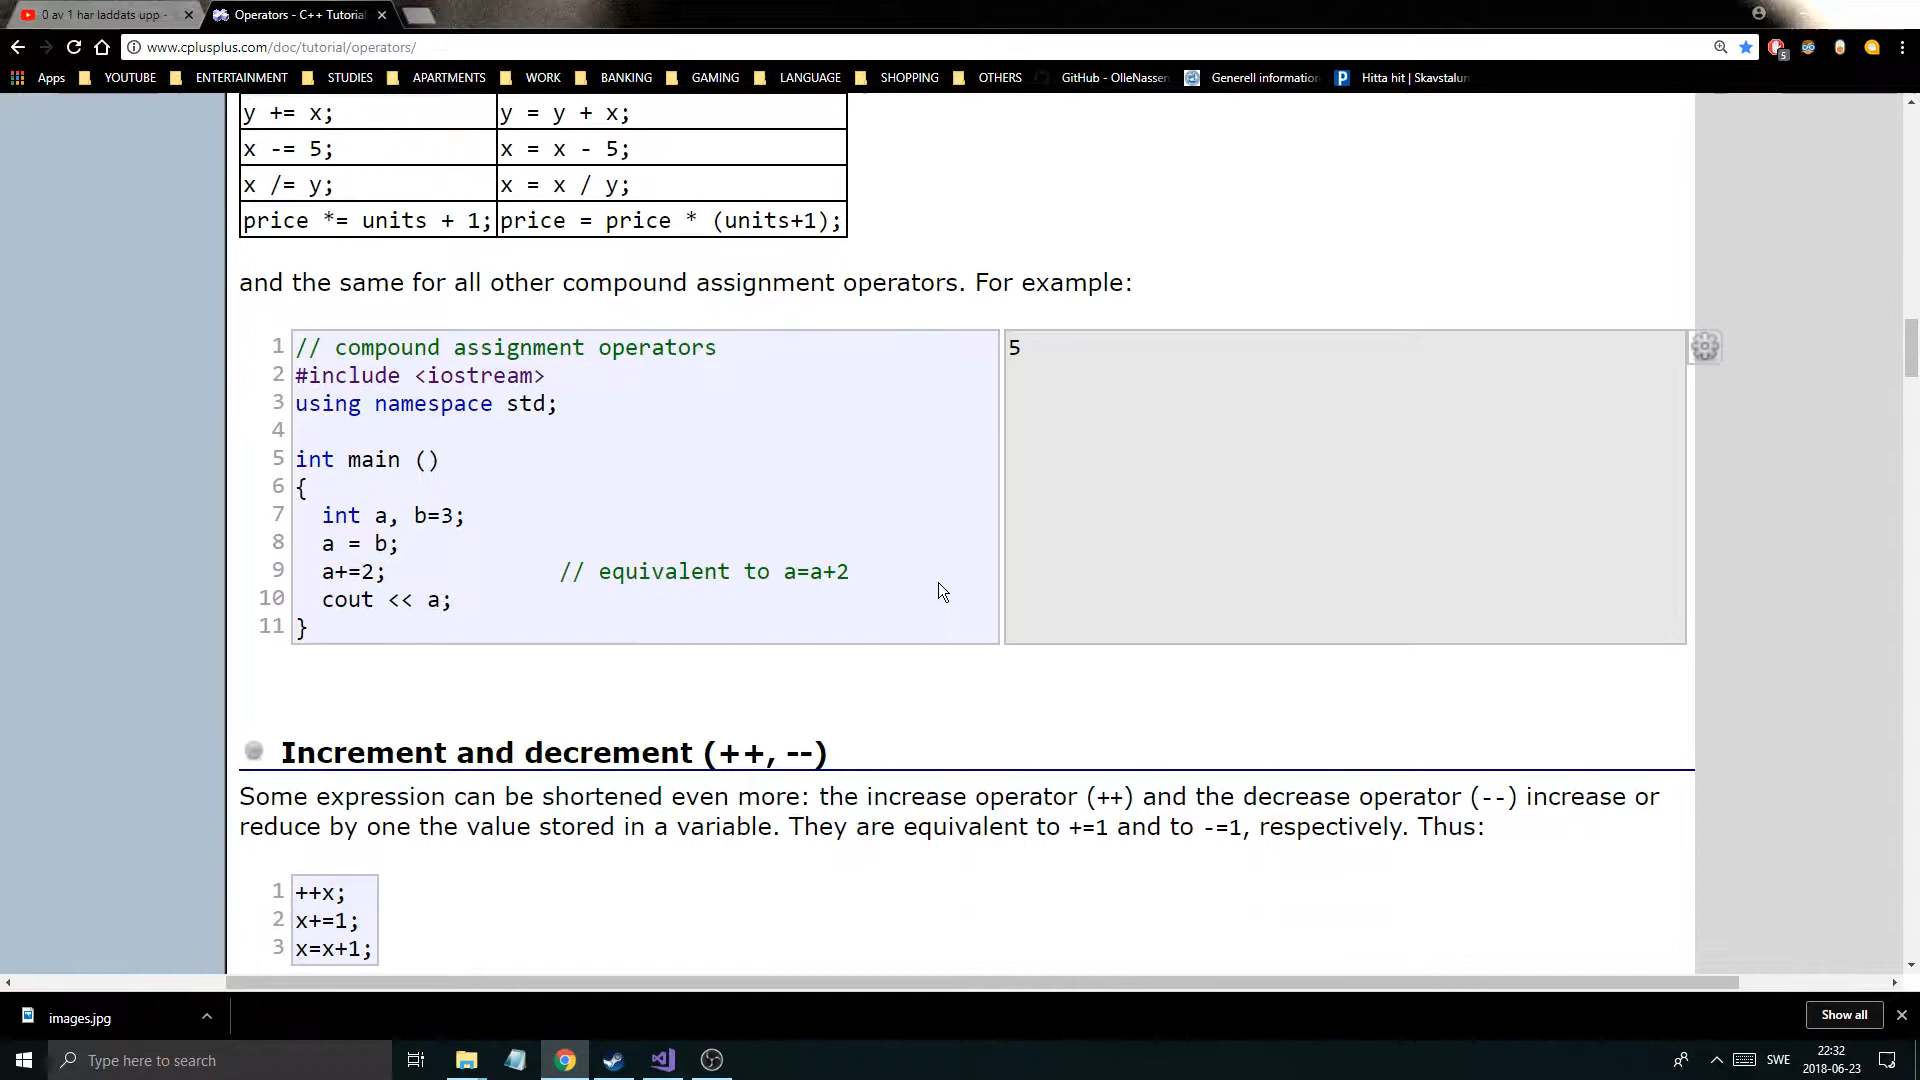 0 av 1 har laddats upp -
Operators - C++ Tutorial
www.cplusplus.com/doc/tutorial/operators/
5
Apps YOUTUBE ENTERTAINMENT STUDIES APARTMENTS WORK BANKING GAMING LANGUAGE SHOPPING OTHERS GitHub - OlleNassen Generell information Hitta hit | Skavstalun
y += x; y = y + x;
x -= 5; x = x - 5;
x /= y; x = x / y;
price *= units + 1; price = price * (units+1);
and the same for all other compound assignment operators. For example:
1 // compound assignment operators
2 #include <iostream>
3 using namespace std;
4
5 int main ()
6 {
7 int a, b=3;
8 a = b;
9 a+=2; // equivalent to a=a+2
10 cout << a;
11 }
5
Increment and decrement (++, --)
Some expression can be shortened even more: the increase operator (++) and the decrease operator (--) increase or
reduce by one the value stored in a variable. They are equivalent to +=1 and to -=1, respectively. Thus:
1 ++x;
2 x+=1;
3 x=x+1;
images.jpg
Show all
Type here to search
SWE
22:32
2018-06-23